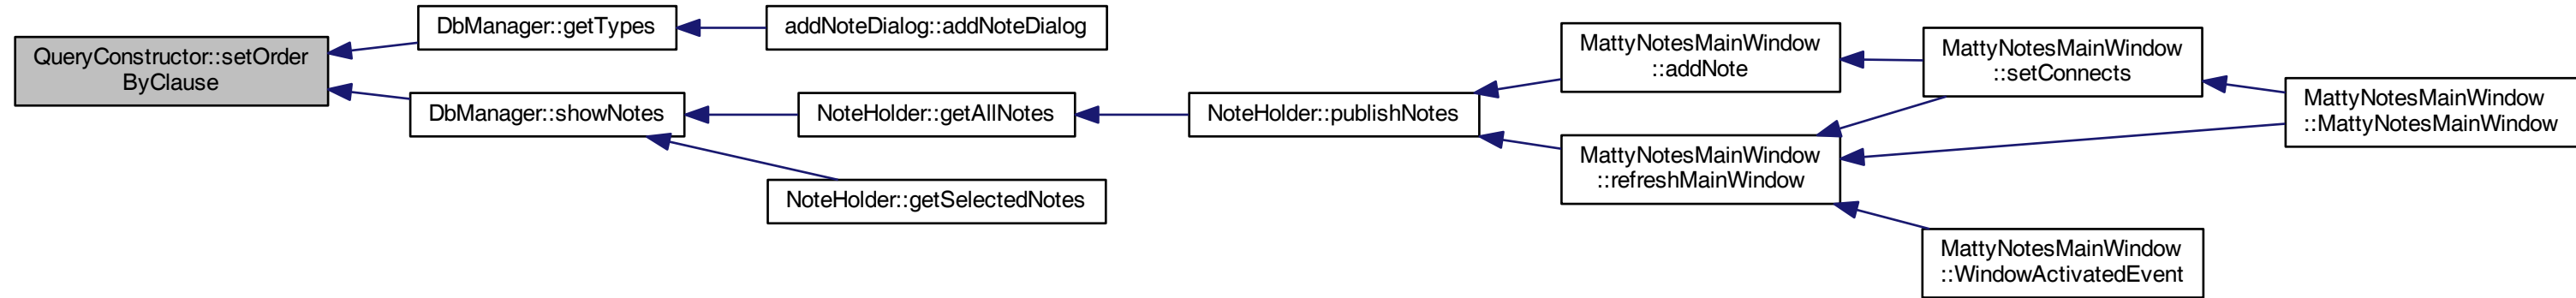 QueryConstructor::setOrder
ByClause
DbManager::getTypes
addNoteDialog::addNoteDialog
DbManager::showNotes
NoteHolder::getAllNotes
NoteHolder::getSelectedNotes
NoteHolder::publishNotes
MattyNotesMainWindow
::addNote
MattyNotesMainWindow
::refreshMainWindow
MattyNotesMainWindow
::setConnects
MattyNotesMainWindow
::MattyNotesMainWindow
MattyNotesMainWindow
::WindowActivatedEvent